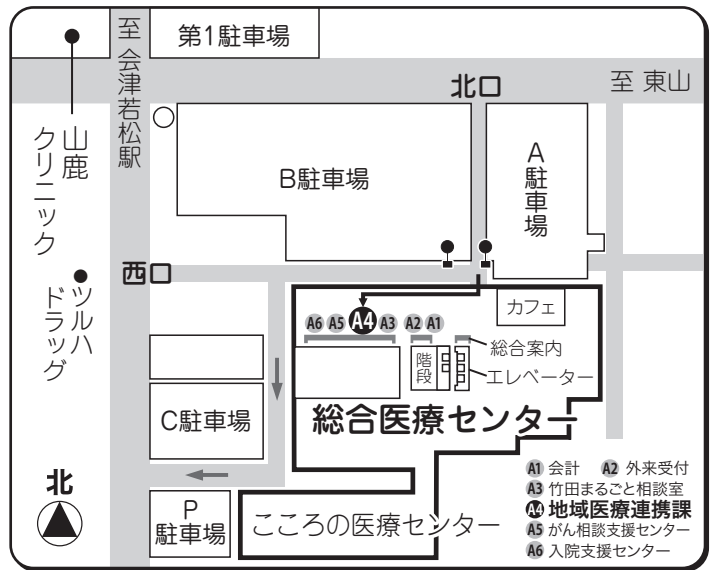 至 会津若松駅
第1駐車場
北口
至 東山
山鹿
クリニック
B駐車場
A
駐車場
ツルハ
ドラッグ
西口
カフェ
A6 A5 A4 A3 A2 A1
階段
総合案内
エレベーター
C駐車場
総合医療センター
北
P
駐車場
こころの医療センター
A1 会計 A2 外来受付
A3 竹田まるごと相談室
A4 地域医療連携課
A5 がん相談支援センター
A6 入院支援センター